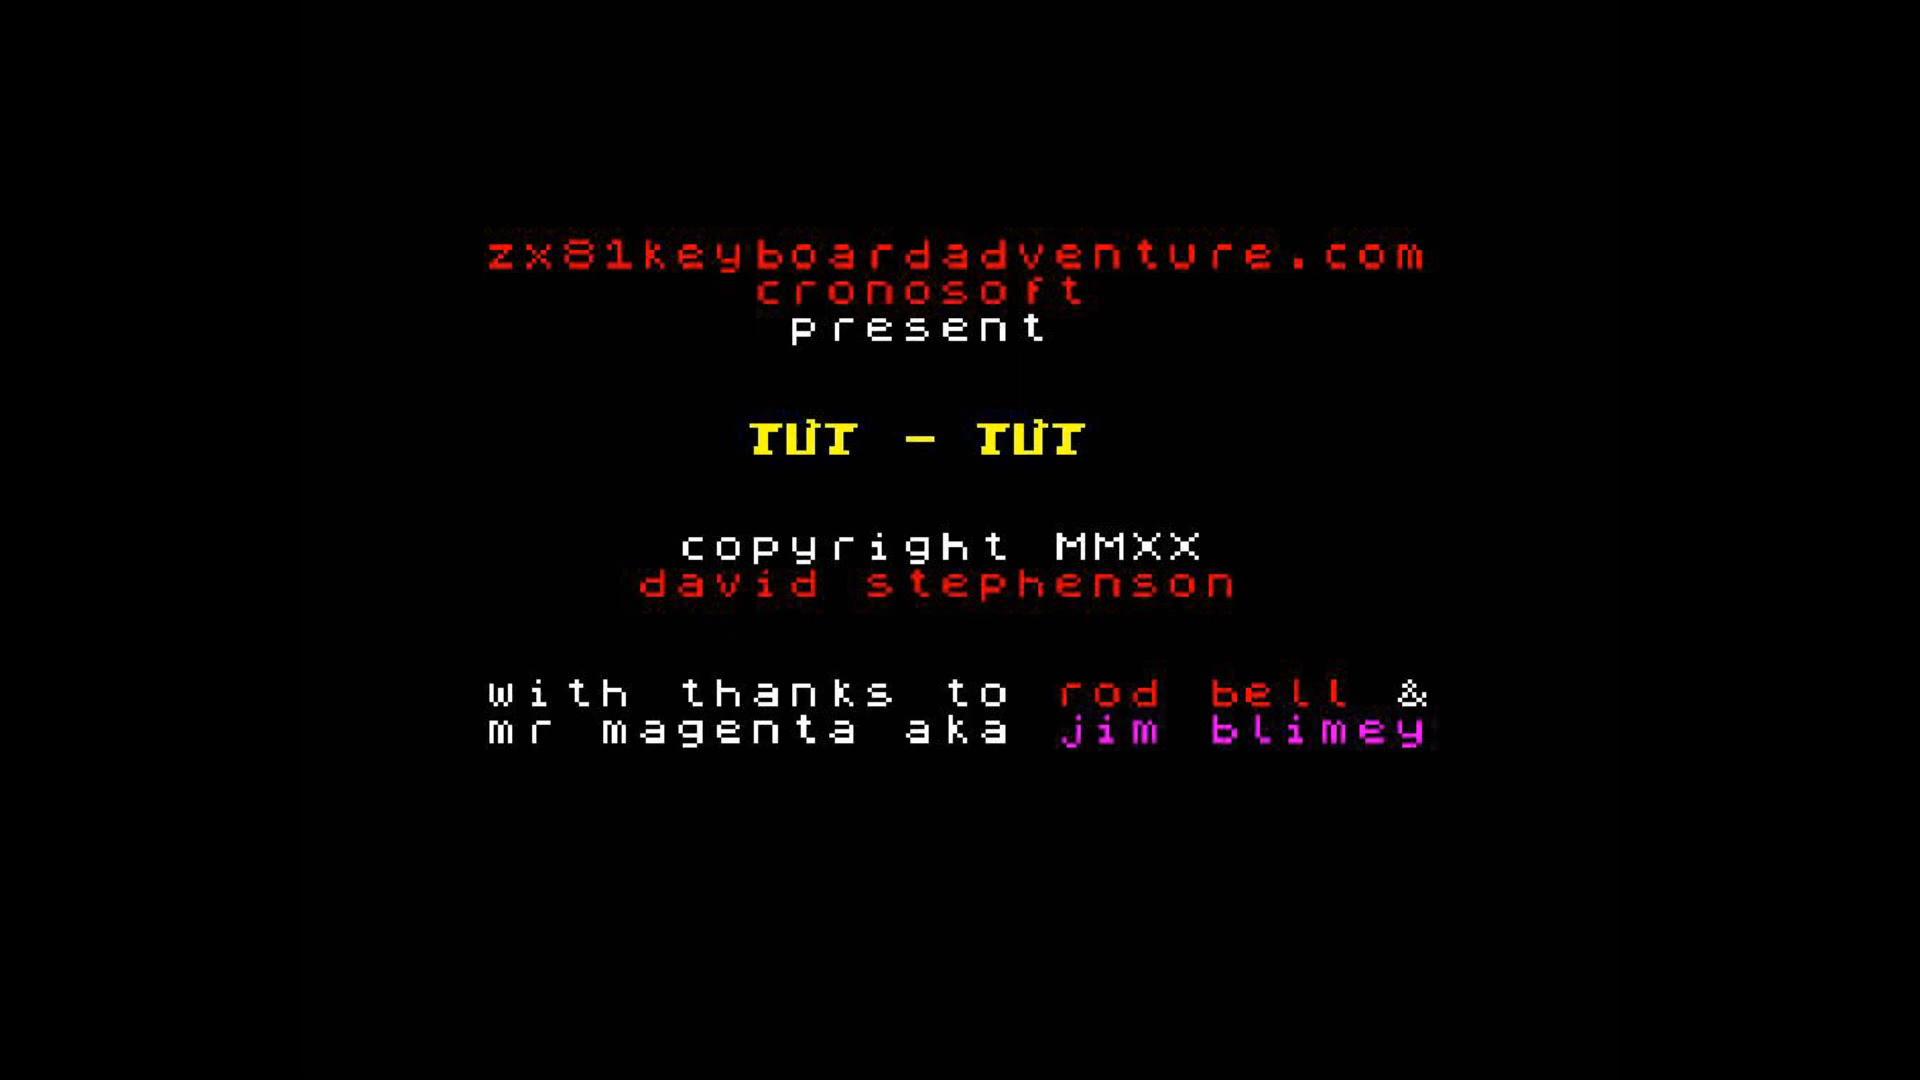 zx81keyboardadventure.com
cronosoft
present
TUT - TUT
copyright MMXX
david stephenson
with thanks to rod bell &
mr magenta aka jim blimey